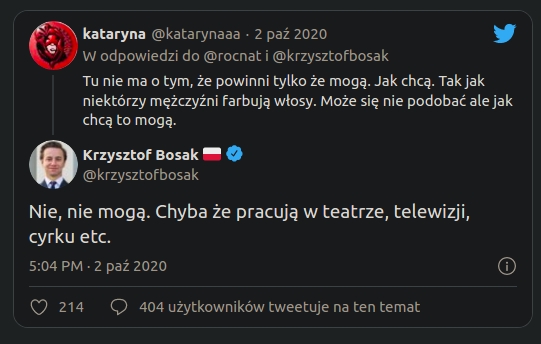 kataryna @katarynaaa · 2 paź 2020
W odpowiedzi do @rocnat i @krzysztofbosak
Tu nie ma o tym, że powinni tylko że mogą. Jak chcą. Tak jak
niektórzy mężczyźni farbują włosy. Może się nie podobać ale jak
chcą to mogą.
Krzysztof Bosak
@krzysztofbosak
Nie, nie mogą. Chyba że pracują w teatrze, telewizji,
cyrku etc.
5:04 PM · 2 paź 2020
214 404 użytkowników tweetuje na ten temat